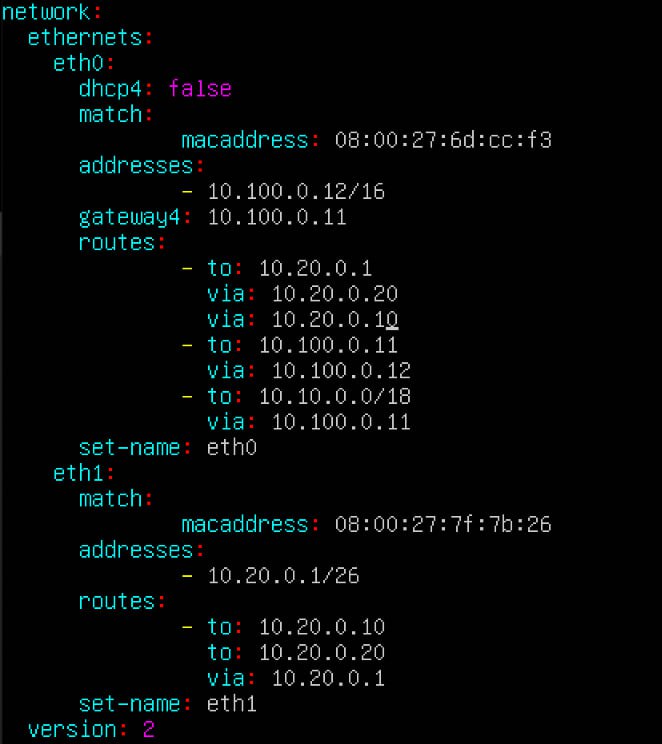 network:
  ethernets:
    eth0:
      dhcp4: false
      match:
              macaddress: 08:00:27:6d:cc:f3
      addresses:
              - 10.100.0.12/16
      gateway4: 10.100.0.11
      routes:
              - to: 10.20.0.1
                via: 10.20.0.20
                via: 10.20.0.10
              - to: 10.100.0.11
                via: 10.100.0.12
              - to: 10.10.0.0/18
                via: 10.100.0.11
      set-name: eth0
    eth1:
      match:
              macaddress: 08:00:27:7f:7b:26
      addresses:
              - 10.20.0.1/26
      routes:
              - to: 10.20.0.10
                to: 10.20.0.20
                via: 10.20.0.1
      set-name: eth1
  version: 2